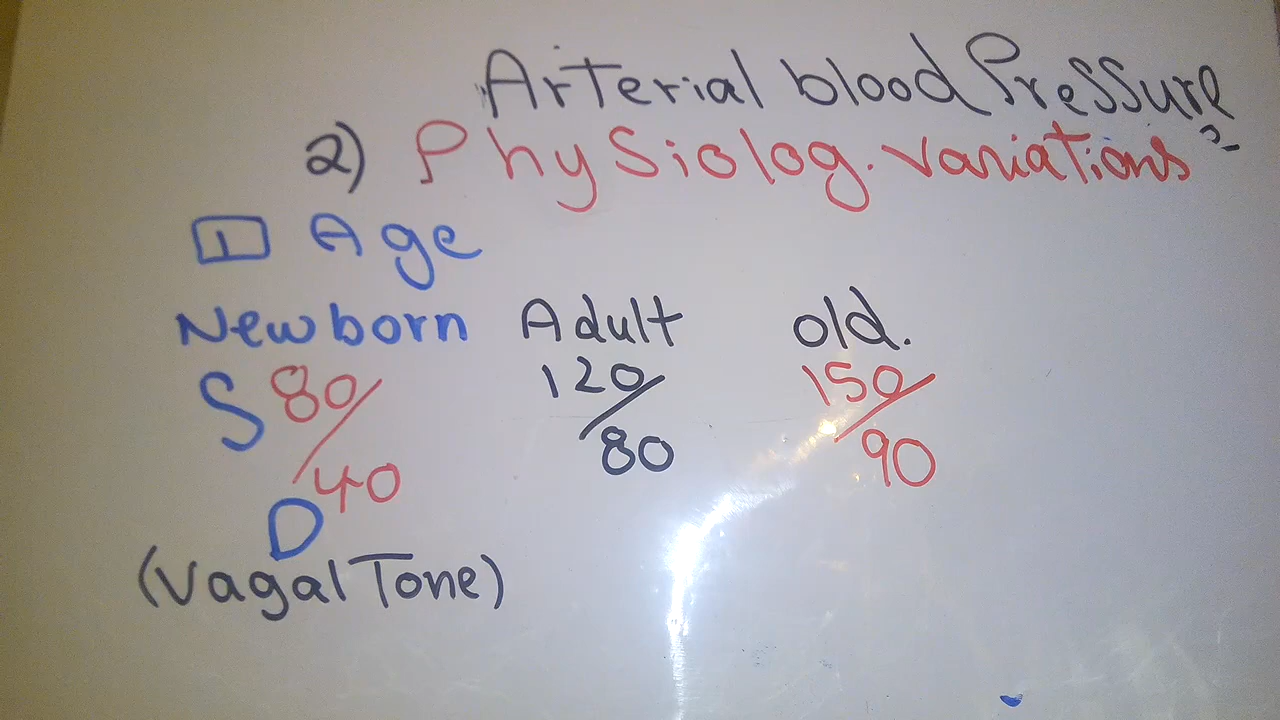 Arterial blood Pressure
2) Physiolog. variations
1 Age
Newborn Adult old.
S 80/40 D 120/80 150/90
(Vagal Tone)